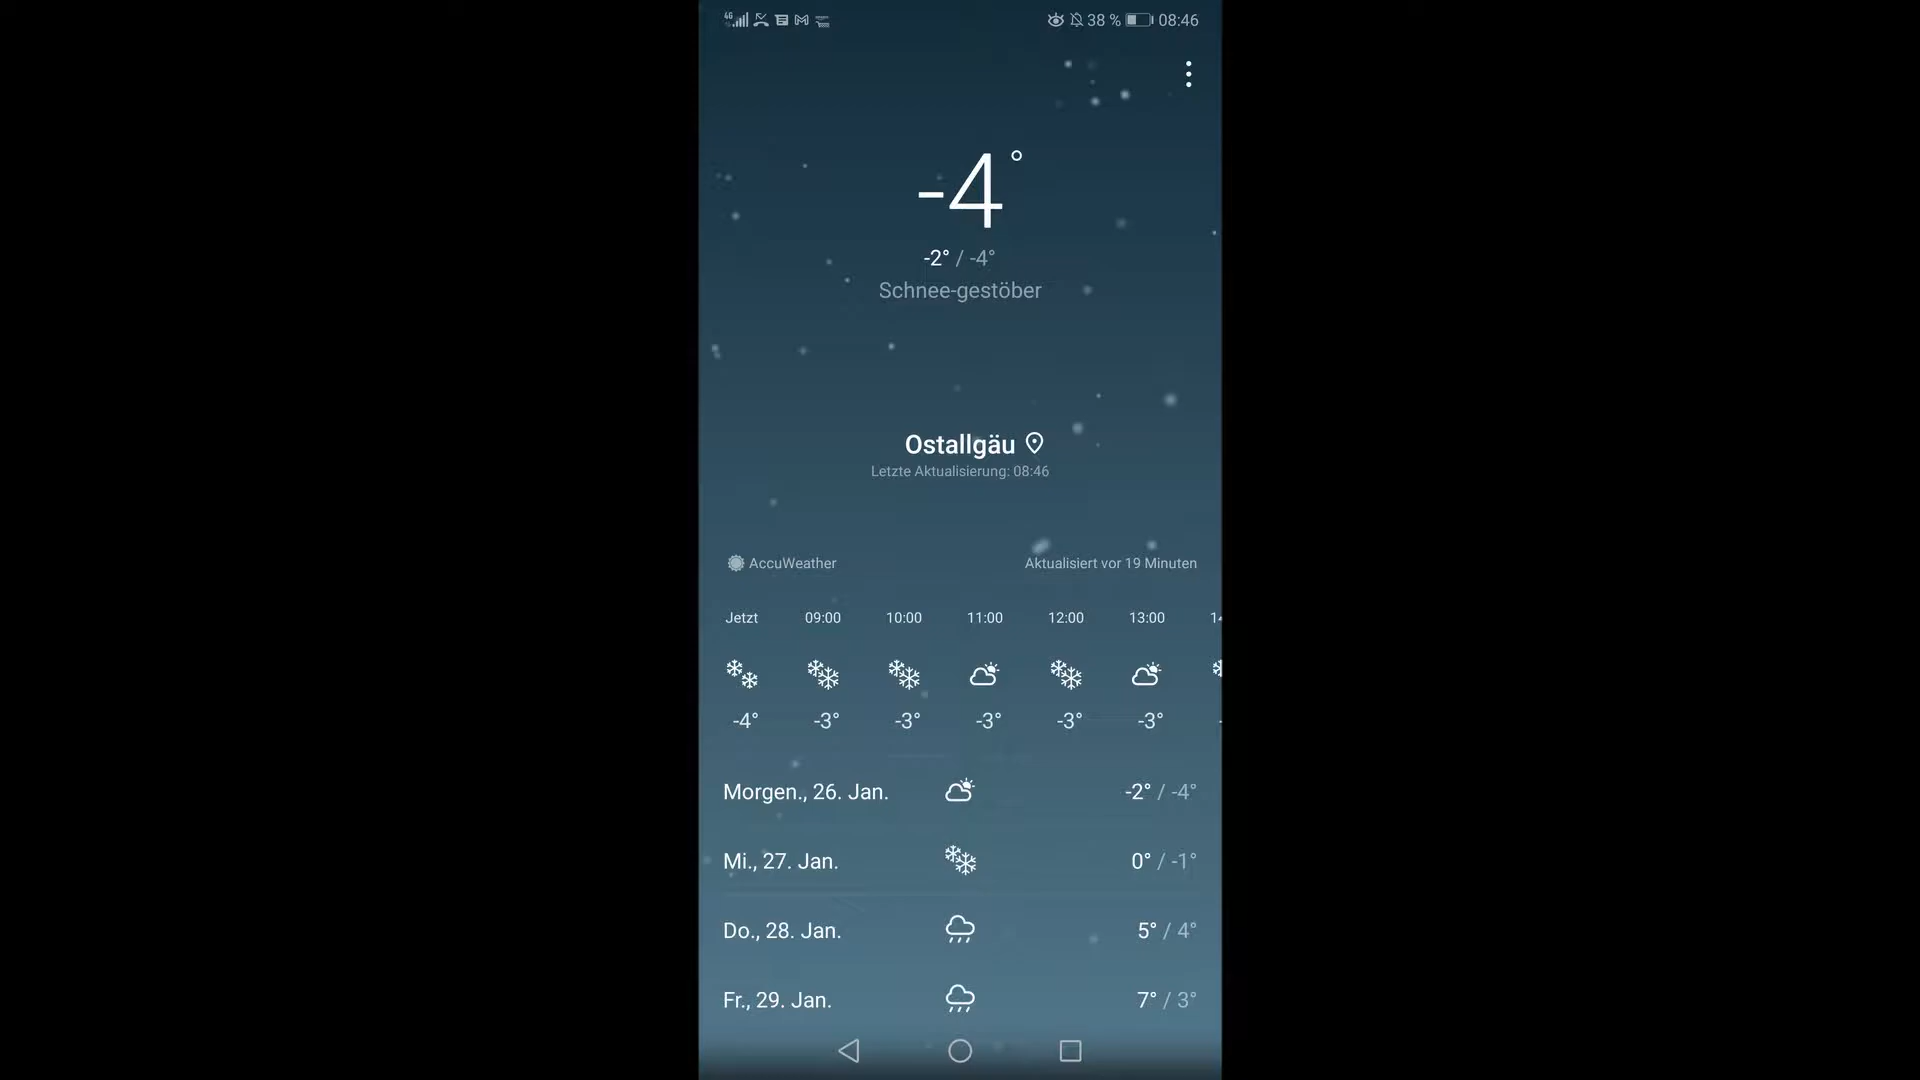 4G 38 % 08:46
-4°
-2° / -4°
Schnee-gestöber
Ostallgäu
Letzte Aktualisierung: 08:46
AccuWeather Aktualisiert vor 19 Minuten
Jetzt 09:00 10:00 11:00 12:00 13:00
-4° -3° -3° -3° -3° -3°
Morgen., 26. Jan. -2° / -4°
Mi., 27. Jan. 0° / -1°
Do., 28. Jan. 5° / 4°
Fr., 29. Jan. 7° / 3°